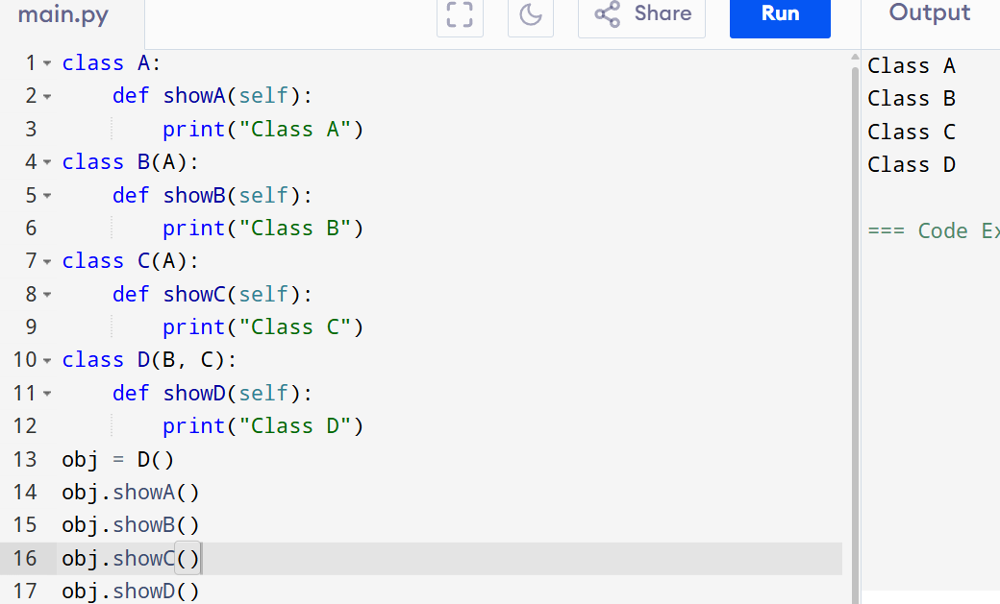 main.py
Share
Run
Output
1 class A:
2     def showA(self):
3         print("Class A")
4 class B(A):
5     def showB(self):
6         print("Class B")
7 class C(A):
8     def showC(self):
9         print("Class C")
10 class D(B, C):
11     def showD(self):
12         print("Class D")
13 obj = D()
14 obj.showA()
15 obj.showB()
16 obj.showC()
17 obj.showD()
Class A
Class B
Class C
Class D
=== Code Ex